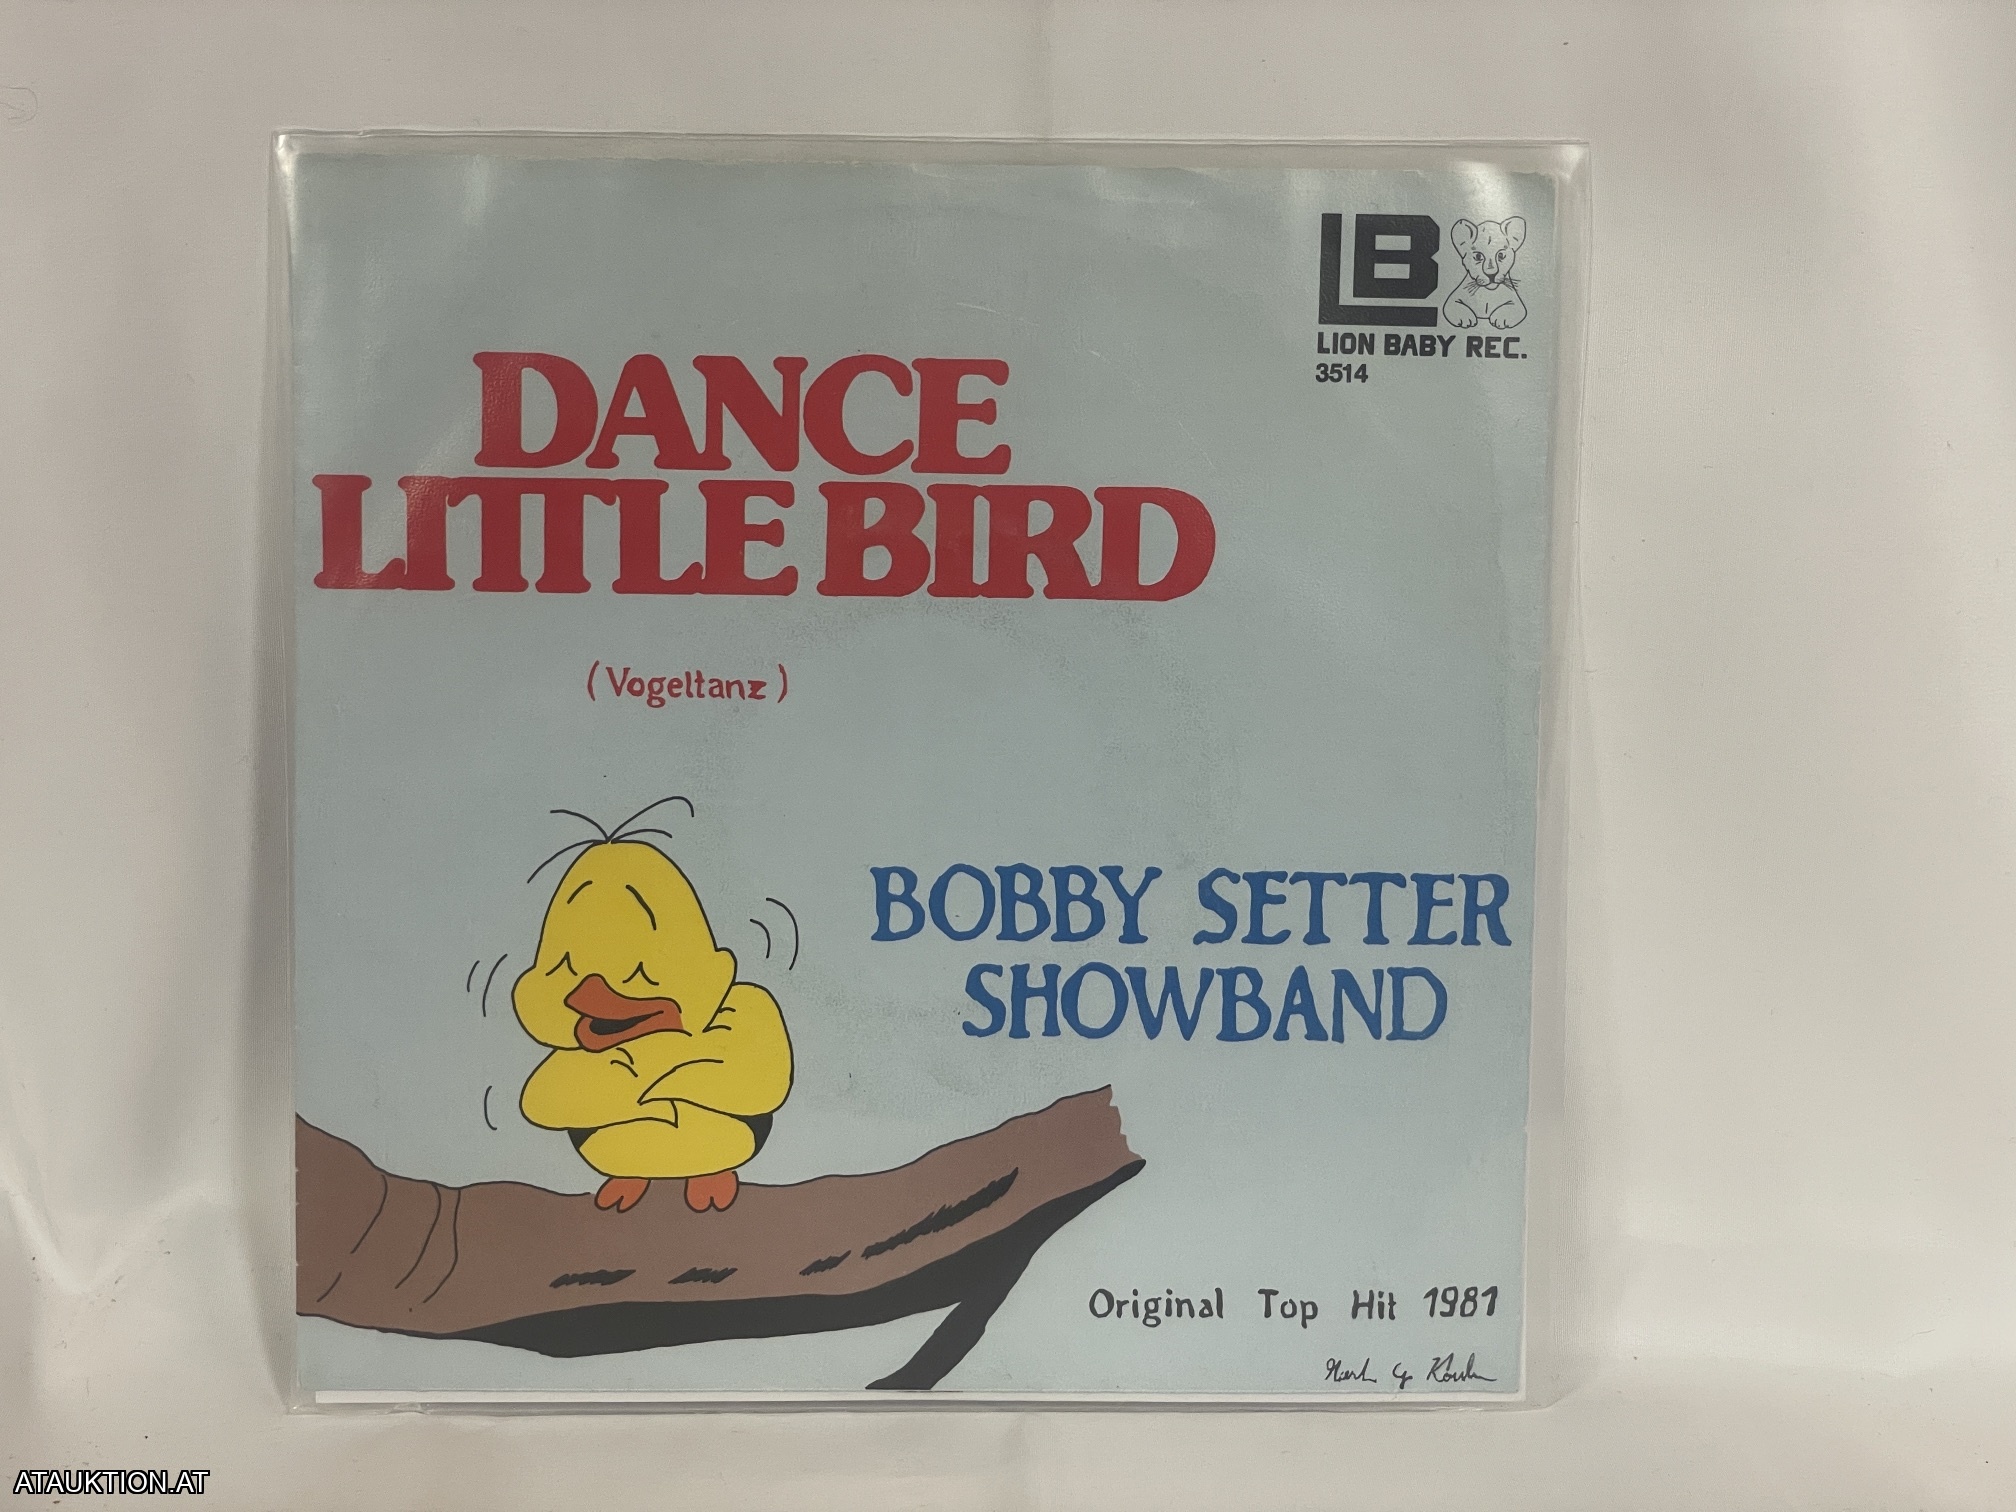 LB
LION BABY REC.
3514
DANCE
LITTLE BIRD
(Vogeltanz)
BOBBY SETTER
SHOWBAND
Original Top Hit 1981
ATAUKTION.AT